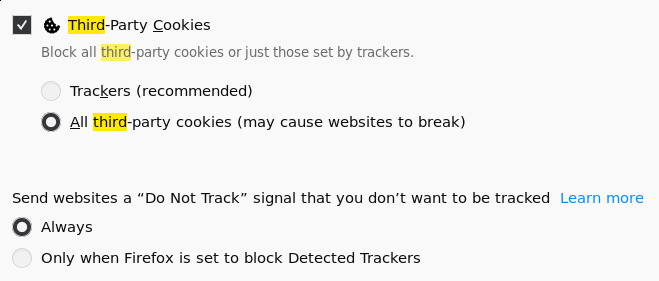 Third-Party Cookies
Block all third-party cookies or just those set by trackers.
Trackers (recommended)
All third-party cookies (may cause websites to break)
Send websites a “Do Not Track” signal that you don’t want to be tracked Learn more
Always
Only when Firefox is set to block Detected Trackers